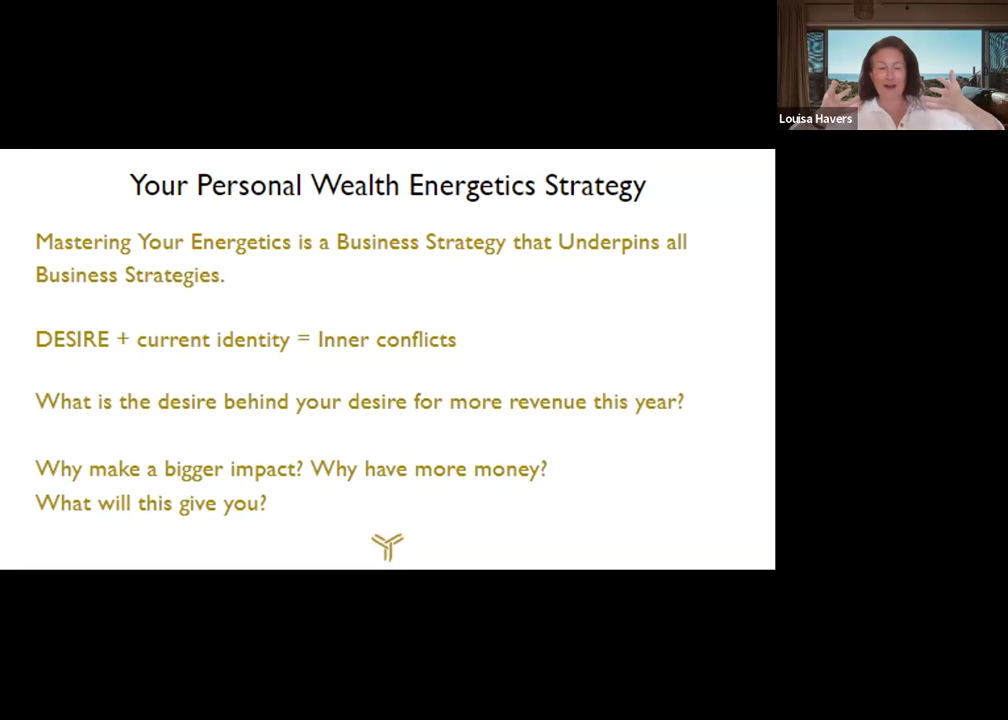 Louisa Havers
Your Personal Wealth Energetics Strategy
Mastering Your Energetics is a Business Strategy that Underpins all
Business Strategies.
DESIRE + current identity = Inner conflicts
What is the desire behind your desire for more revenue this year?
Why make a bigger impact? Why have more money?
What will this give you?